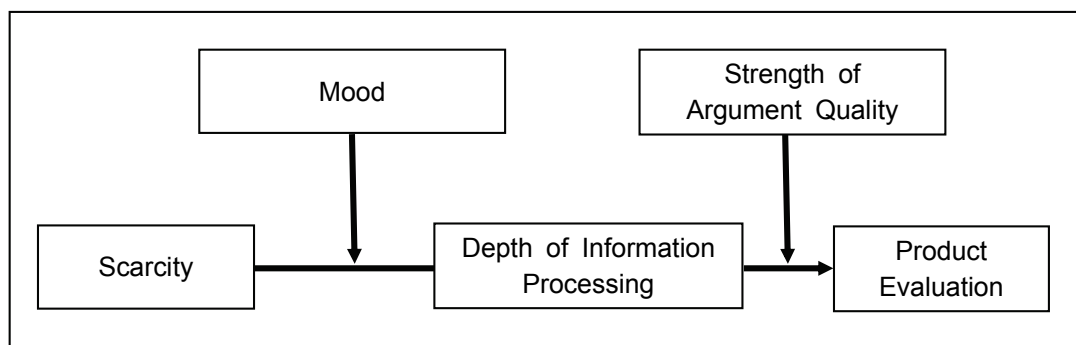 Mood
Strength of
Argument Quality
Scarcity
Depth of Information
Processing
Product
Evaluation